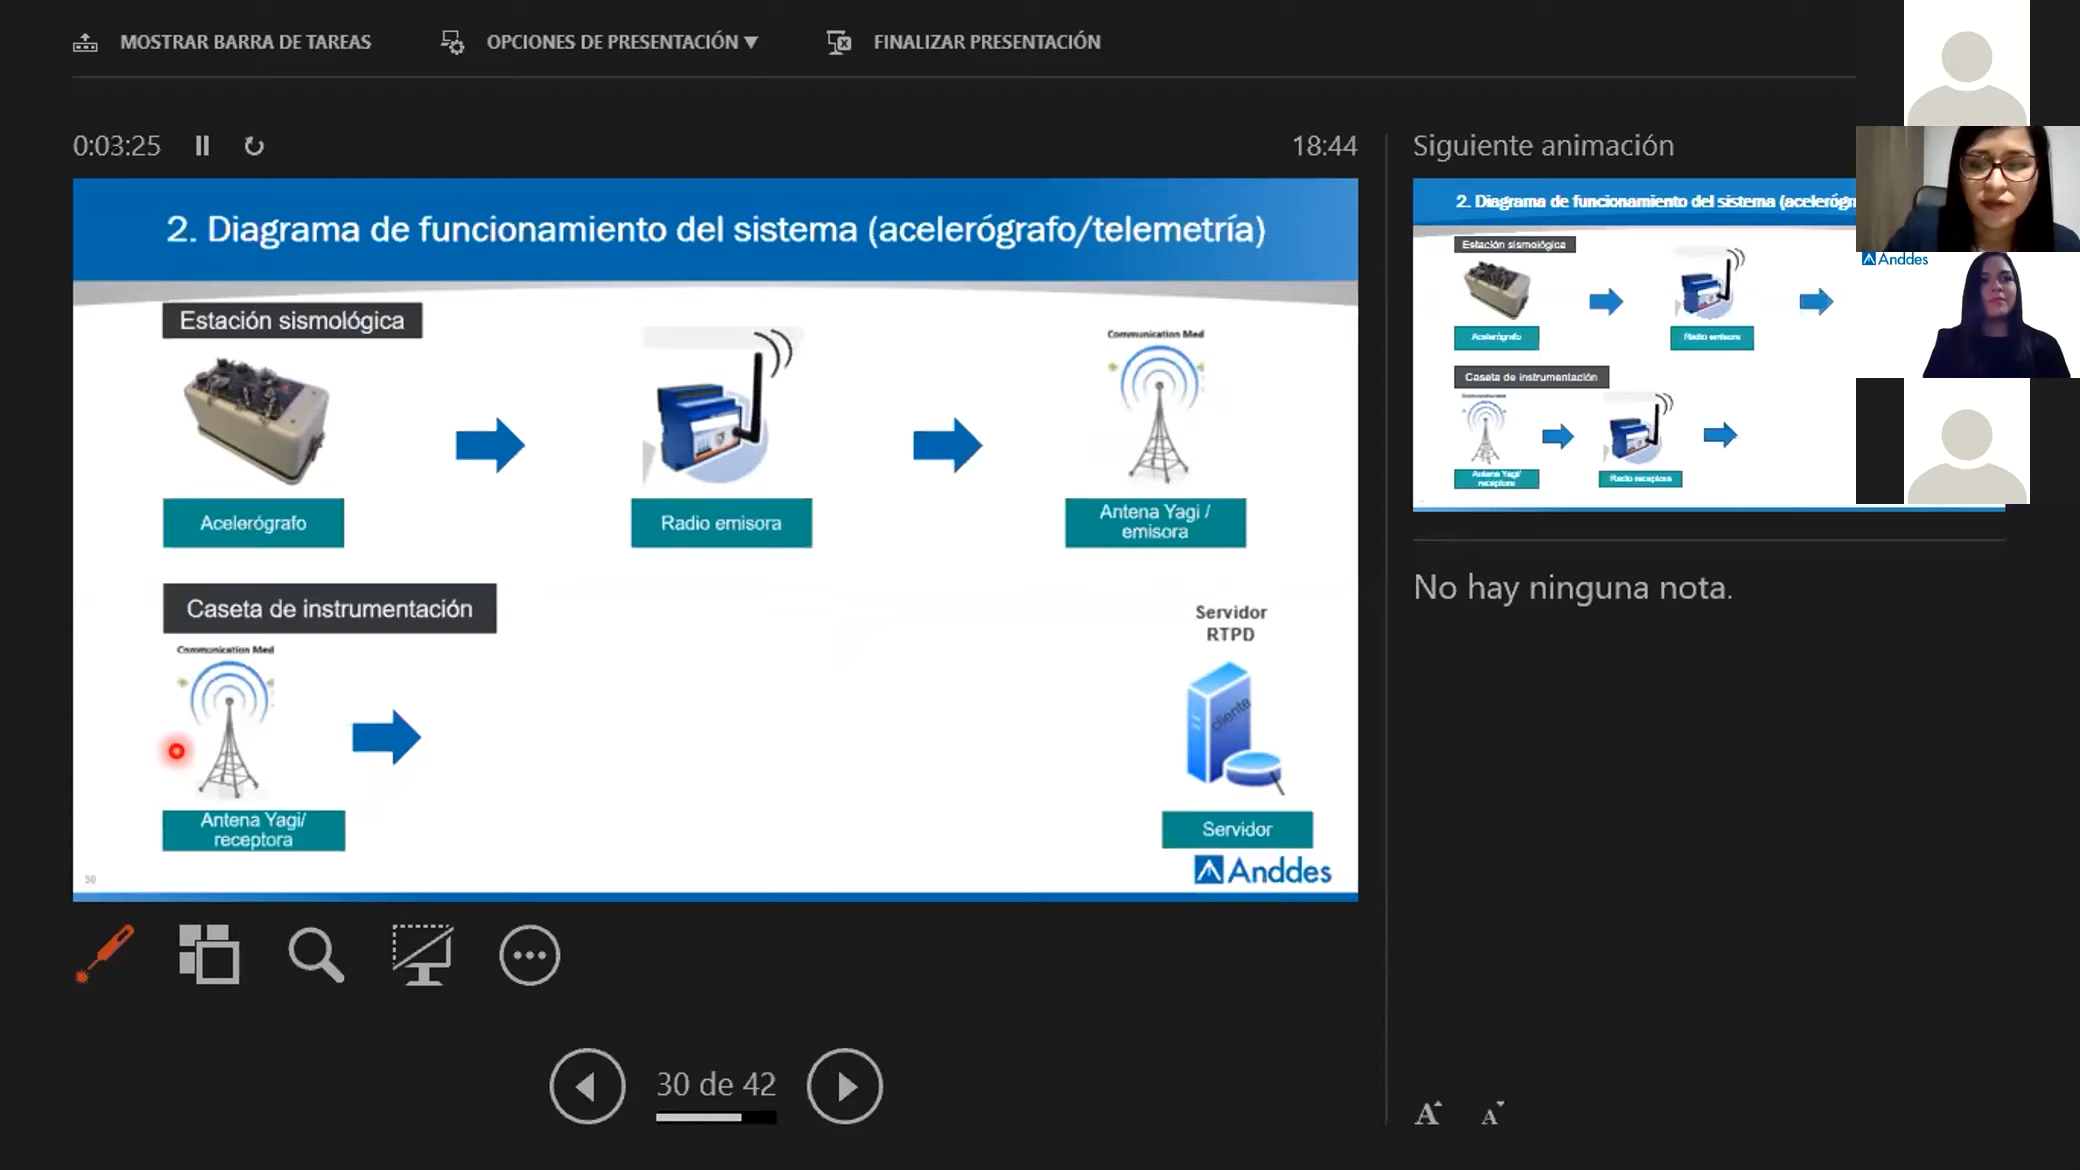 MOSTRAR BARRA DE TAREAS
OPCIONES DE PRESENTACIÓN
FINALIZAR PRESENTACIÓN
0:03:25
18:44
2. Diagrama de funcionamiento del sistema (acelerógrafo/telemetría)
Estación sismológica
Communication Med
Acelerógrafo
Radio emisora
Antena Yagi /
emisora
Caseta de instrumentación
Communication Med
Servidor
RTPD
cliente
Antena Yagi/
receptora
Servidor
Anddes
30
30 de 42
Siguiente animación
2. Diagrama de funcionamiento del sistema (acelerógr
Estación sismológica
Acelerógrafo
Radio emisora
Caseta de instrumentación
Antena Yagi/
receptora
Radio receptora
No hay ninguna nota.
A
A
Anddes